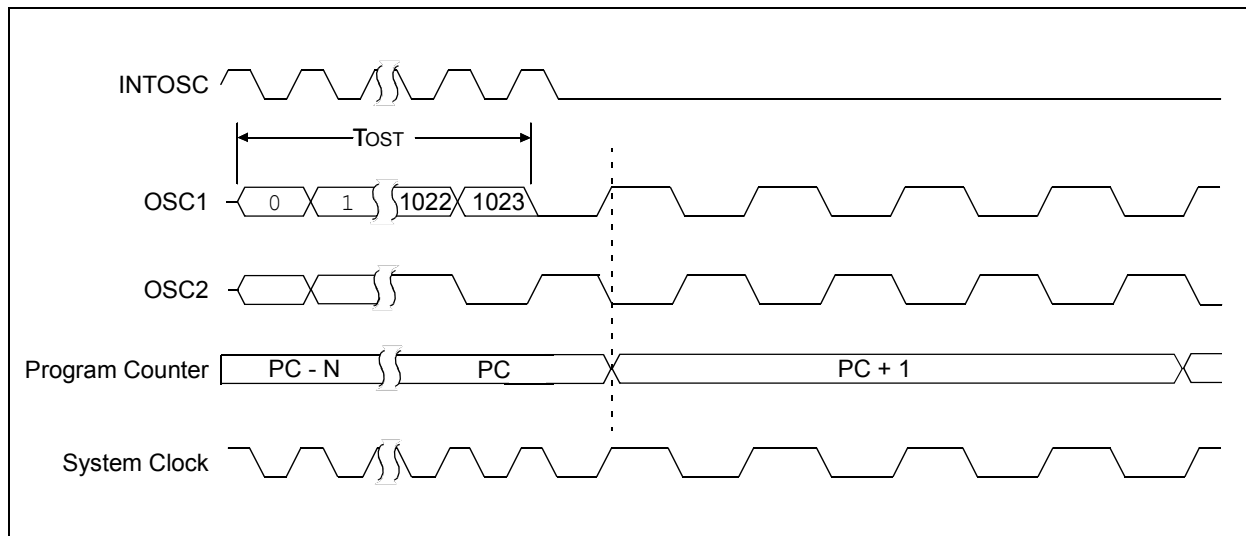 INTOSC
TOST
OSC1 0 1 1022 1023
OSC2
Program Counter PC - N PC PC + 1
System Clock